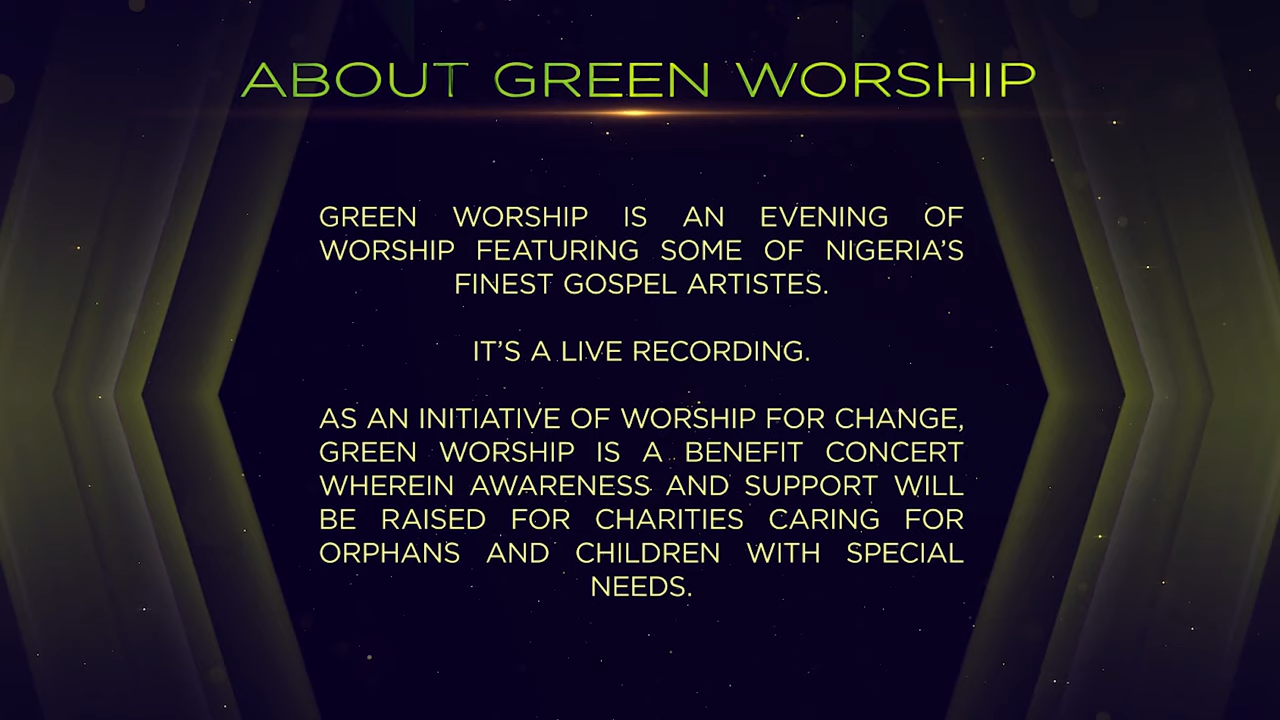 ABOUT GREEN WORSHIP
GREEN WORSHIP IS AN EVENING OF
WORSHIP FEATURING SOME OF NIGERIA'S
FINEST GOSPEL ARTISTES.
IT'S A LIVE RECORDING.
AS AN INITIATIVE OF WORSHIP FOR CHANGE,
GREEN WORSHIP IS A BENEFIT CONCERT
WHEREIN AWARENESS AND SUPPORT WILL
BE RAISED FOR CHARITIES CARING FOR
ORPHANS AND CHILDREN WITH SPECIAL
NEEDS.